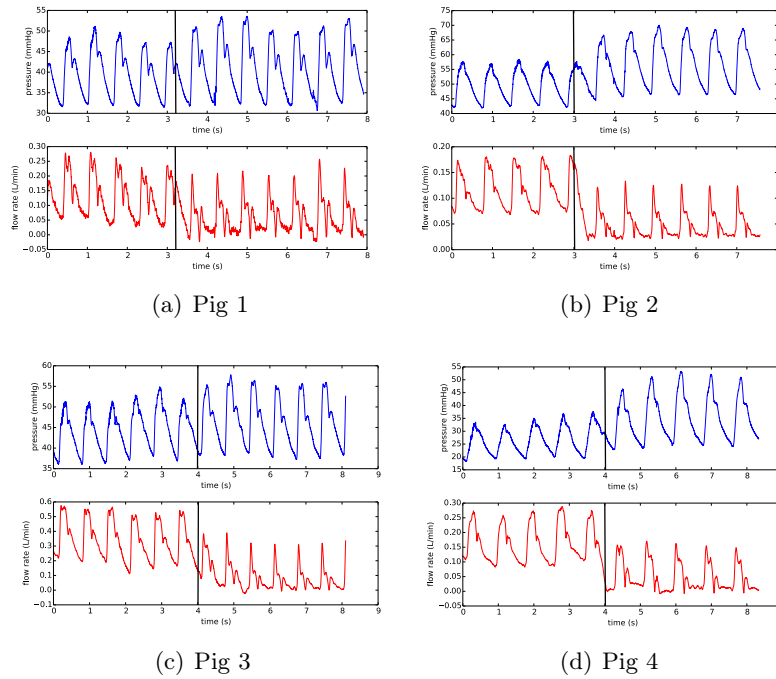 55
50
45
40
35
30
pressure (mmHg)
0 1 2 3 4 5 6 7 8
time (s)
0.30
0.25
0.20
0.15
0.10
0.05
0.00
−0.05
flow rate (L/min)
0 1 2 3 4 5 6 7 8
time (s)
(a) Pig 1
75
70
65
60
55
50
45
40
pressure (mmHg)
0 1 2 3 4 5 6 7
time (s)
0.20
0.15
0.10
0.05
0.00
flow rate (L/min)
0 1 2 3 4 5 6 7
time (s)
(b) Pig 2
60
55
50
45
40
35
pressure (mmHg)
0 1 2 3 4 5 6 7 8 9
time (s)
0.6
0.5
0.4
0.3
0.2
0.1
0.0
−0.1
flow rate (L/min)
0 1 2 3 4 5 6 7 8 9
time (s)
(c) Pig 3
55
50
45
40
35
30
25
20
15
pressure (mmHg)
0 1 2 3 4 5 6 7 8
time (s)
0.30
0.25
0.20
0.15
0.10
0.05
0.00
−0.05
flow rate (L/min)
0 1 2 3 4 5 6 7 8
time (s)
(d) Pig 4